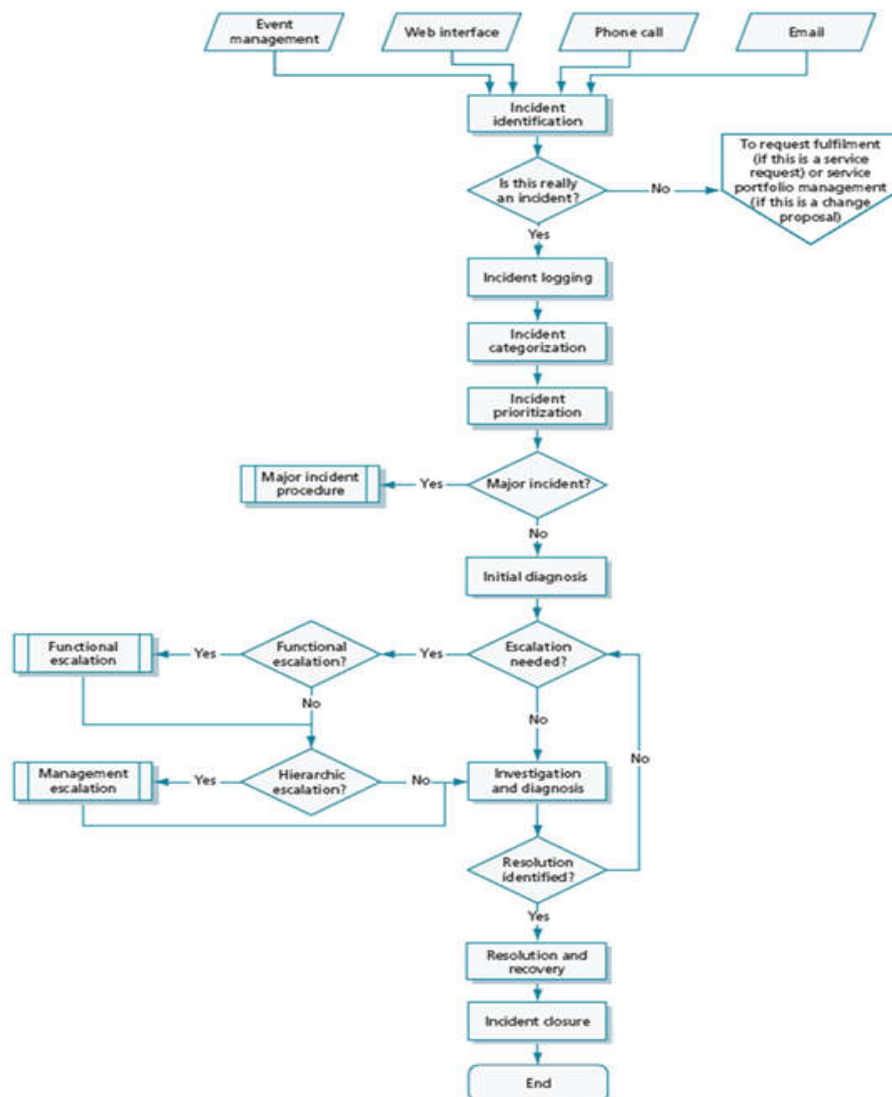 Event
management
Web interface
Phone call
Email
Incident
identification
Is this really
an incident?
No
To request fulfilment
(if this is a service
request) or service
portfolio management
(if this is a change
proposal)
Yes
Incident logging
Incident
categorization
Incident
prioritization
Major incident?
Yes
Major incident
procedure
No
Initial diagnosis
Escalation
needed?
Yes
Functional
escalation?
Yes
Functional
escalation
No
No
No
Hierarchic
escalation?
Yes
Management
escalation
No
Investigation
and diagnosis
Resolution
identified?
Yes
Resolution and
recovery
Incident closure
End